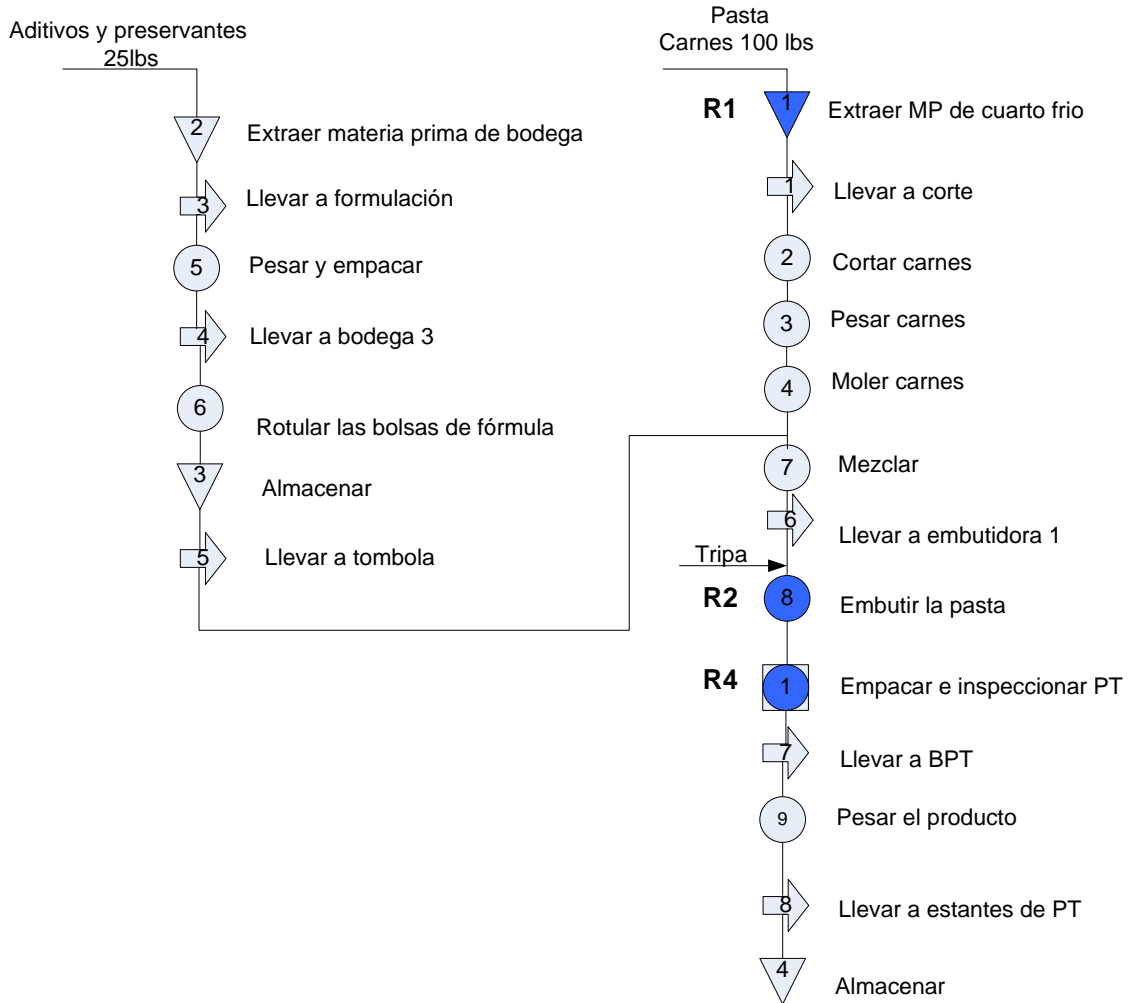 Aditivos y preservantes
25lbs
2
Extraer materia prima de bodega
3
Llevar a formulación
5
Pesar y empacar
4
Llevar a bodega 3
6
Rotular las bolsas de fórmula
3
Almacenar
5
Llevar a tombola
Pasta
Carnes 100 lbs
R1
1
Extraer MP de cuarto frio
1
Llevar a corte
2
Cortar carnes
3
Pesar carnes
4
Moler carnes
7
Mezclar
6
Llevar a embutidora 1
Tripa
R2
8
Embutir la pasta
R4
1
Empacar e inspeccionar PT
7
Llevar a BPT
9
Pesar el producto
8
Llevar a estantes de PT
4
Almacenar